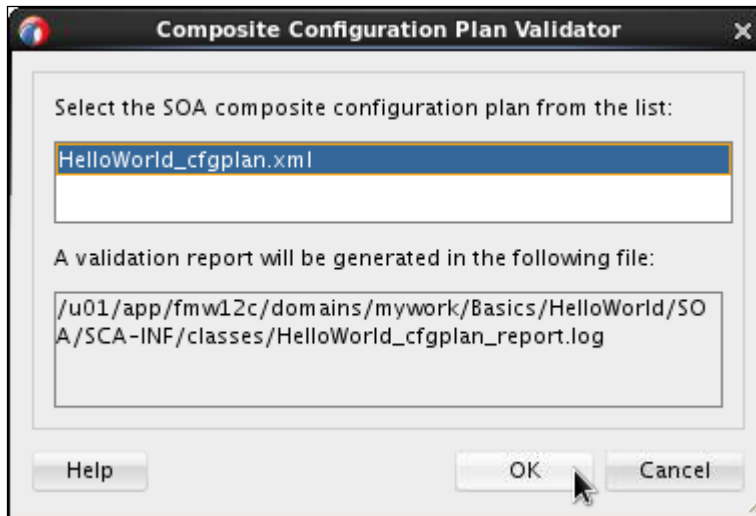 Composite Configuration Plan Validator
Select the SOA composite configuration plan from the list:
HelloWorld_cfgplan.xml
A validation report will be generated in the following file:
/u01/app/fmw12c/domains/mywork/Basics/HelloWorld/SO
A/SCA-INF/classes/HelloWorld_cfgplan_report.log
Help
OK
Cancel